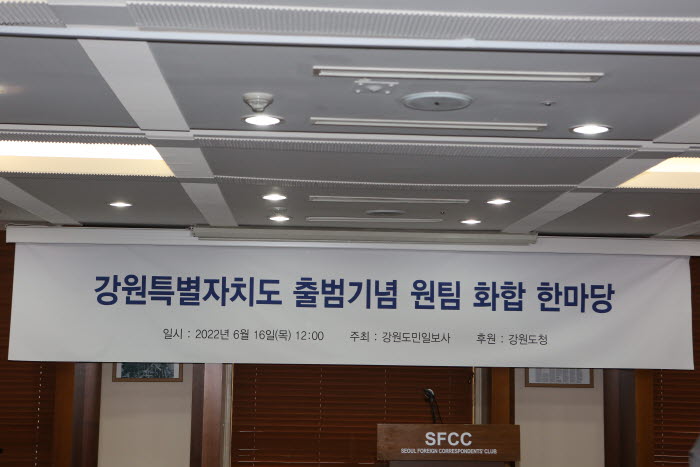 강원특별자치도 출범기념 원팀 화합 한마당
일시 : 2022년 6월 16일(목) 12:00 주최 : 강원도민일보사 후원 : 강원도청
SFCC
SEOUL FOREIGN CORRESPONDENTS' CLUB